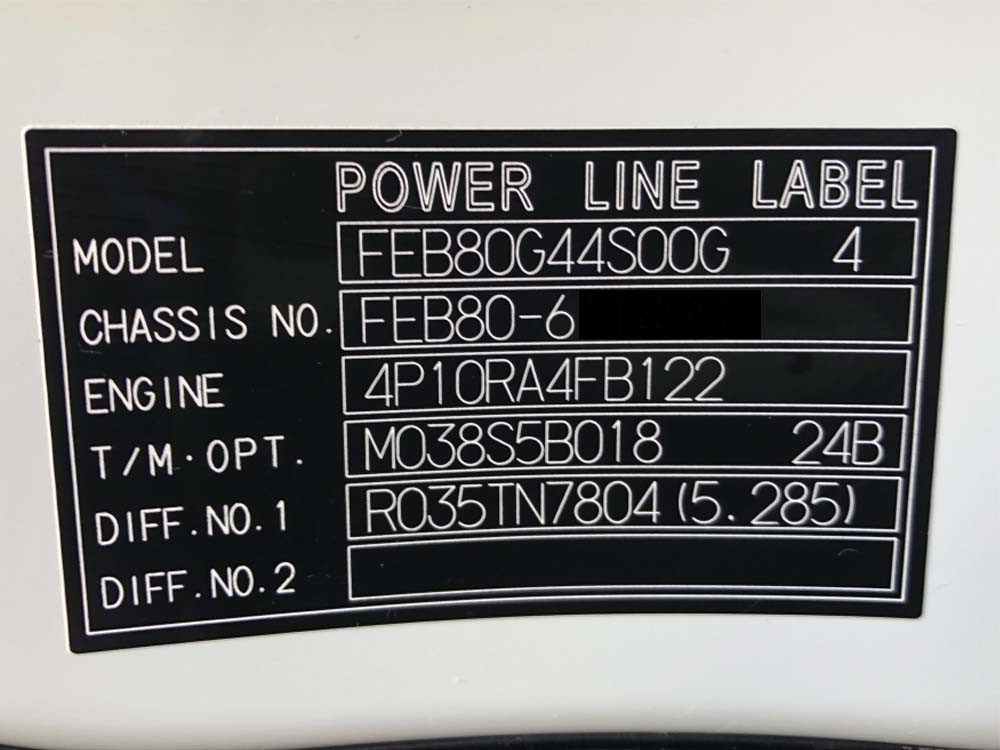 POWER LINE LABEL
MODEL FEB80G44S00G 4
CHASSIS NO. FEB80-6
ENGINE 4P10RA4FB122
T/M·OPT. M038S5B018 24B
DIFF.NO.1 R035TN7804(5.285)
DIFF.NO.2